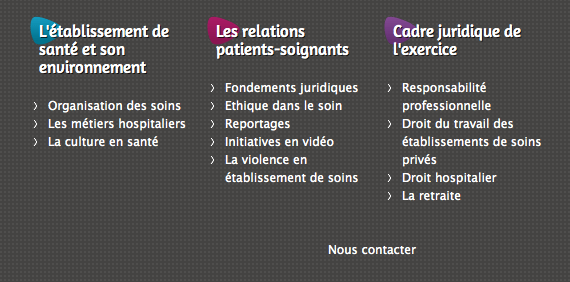 L'établissement de
santé et son
environnement
Organisation des soins
Les métiers hospitaliers
La culture en santé
Les relations
patients-soignants
Fondements juridiques
Ethique dans le soin
Reportages
Initiatives en vidéo
La violence en
établissement de soins
Cadre juridique de
l'exercice
Responsabilité
professionnelle
Droit du travail des
établissements de soins
privés
Droit hospitalier
La retraite
Nous contacter